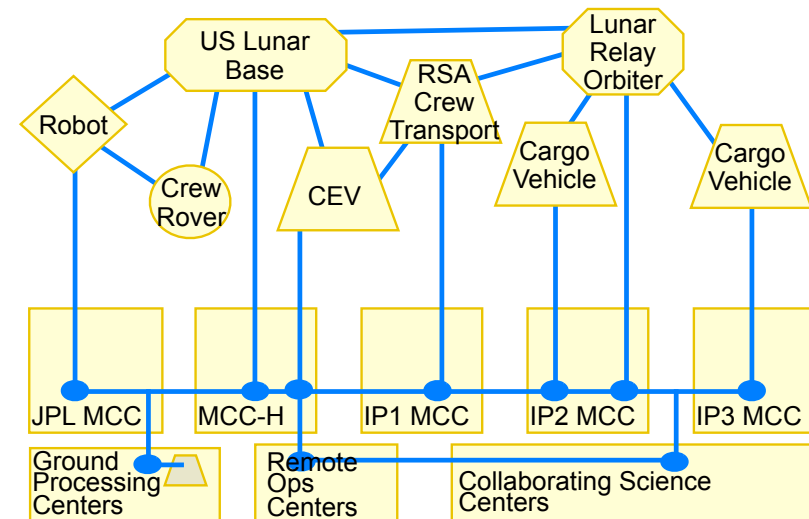 US Lunar
Base
Lunar
Relay
Orbiter
RSA
Crew
Transport
Robot
Cargo
Vehicle
Cargo
Vehicle
Crew
Rover
CEV
JPL MCC
MCC-H
IP1 MCC
IP2 MCC
IP3 MCC
Ground
Processing
Centers
Remote
Ops
Centers
Collaborating Science
Centers